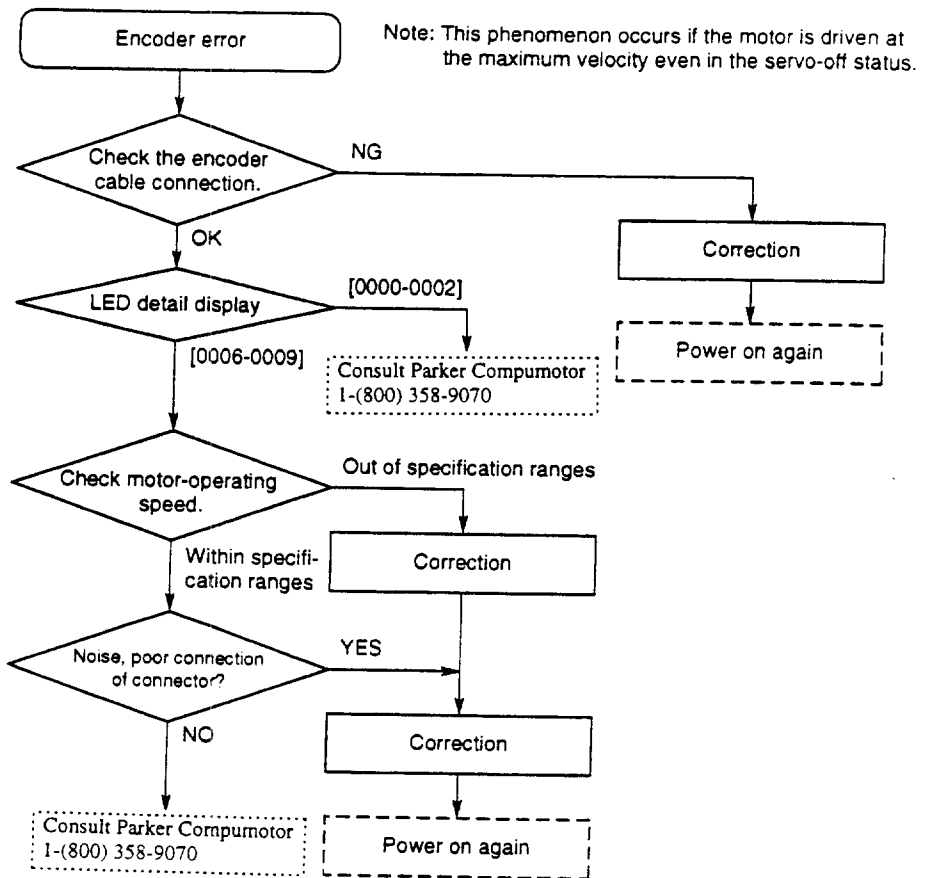 Encoder error
Note: This phenomenon occurs if the motor is driven at
the maximum velocity even in the servo-off status.
Check the encoder
cable connection.
NG
OK
Correction
Power on again
LED detail display
[0000-0002]
[0006-0009]
Consult Parker Compumotor
1-(800) 358-9070
Check motor-operating
speed.
Out of specification ranges
Correction
Within specifi-
cation ranges
Noise, poor connection
of connector?
YES
NO
Correction
Consult Parker Compumotor
1-(800) 358-9070
Power on again